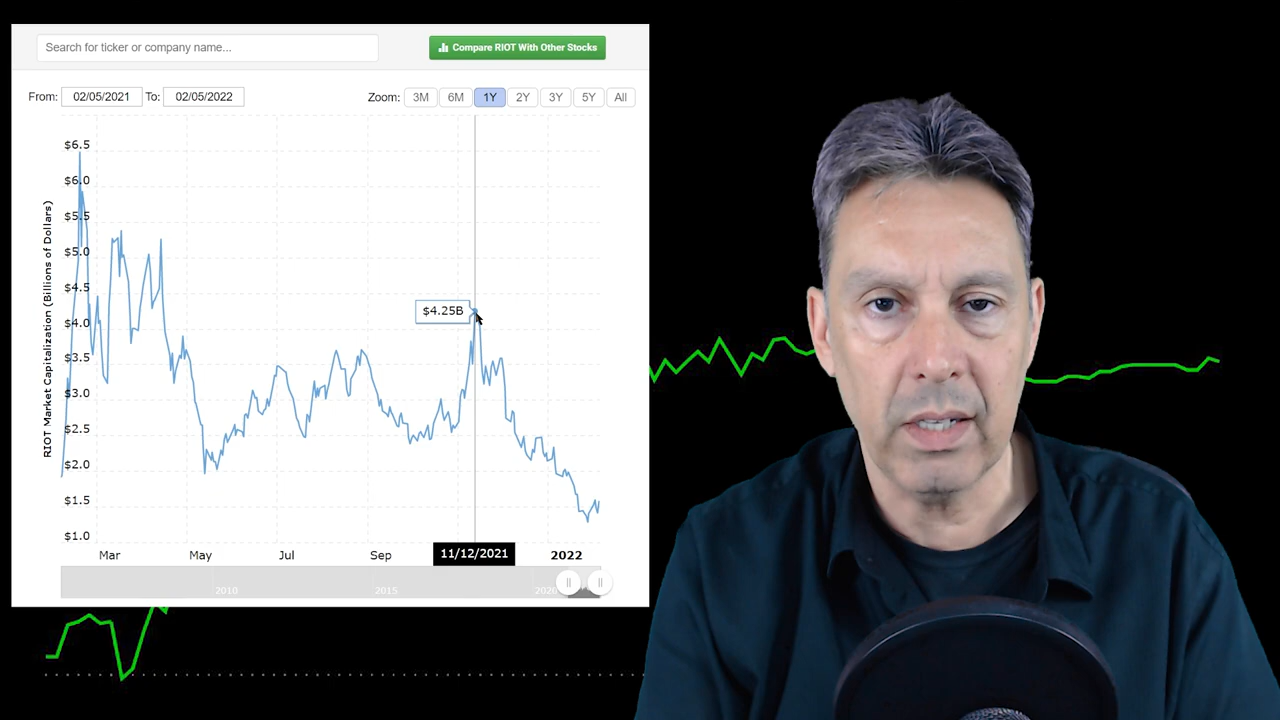 Search for ticker or company name...
Compare RIOT With Other Stocks
From: 02/05/2021 To: 02/05/2022
Zoom: 3M 6M 1Y 2Y 3Y 5Y All
RIOT Market Capitalization (Billions of Dollars)
$6.5
$6.0
$5.5
$5.0
$4.5
$4.0
$3.5
$3.0
$2.5
$2.0
$1.5
$1.0
$4.25B
Mar May Jul Sep 11/12/2021 2022
2010 2015 2020